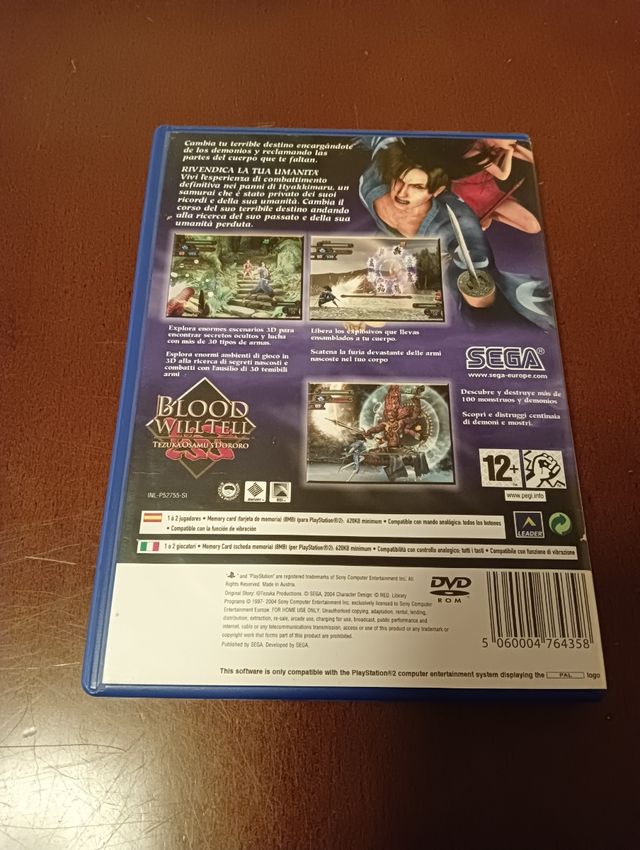 Cambia tu terrible destino encargándote
de los demonios y reclamando las
partes del cuerpo que te faltan.
RIVENDICA LA TUA UMANITÀ
Vivi l'esperienza di combattimento
definitiva nei panni di Hyakkimaru, un
samurai che è stato privato dei suoi
ricordi e della sua umanità. Cambia il
corso del suo terribile destino andando
alla ricerca del suo passato e della sua
umanità perduta.
Explora enormes escenarios 3D para
encontrar secretos ocultos y lucha
con más de 30 tipos de armas.
Esplora enormi ambienti di gioco in
3D alla ricerca di segreti nascosti e
combatti con l'ausilio di 30 temibili
armi
Libera los explosivos que llevas
ensamblados a tu cuerpo.
Scatena la furia devastante delle armi
nascoste nel tuo corpo
SEGA®
www.sega-europe.com
Descubre y destruye más de
100 monstruos y demonios
Scopri e distruggi centinaia
di demoni e mostri.
BLOOD
WILL TELL
TEZUKA OSAMU'S DORORO
INL-P52755-SI
12+
www.pegi.info
1 ó 2 jugadores • Memory card (tarjeta de memoria) (8MB) (para PlayStation®2): 620KB minimum • Compatible con mando analógico: todos los botones
• Compatible con la función de vibración
LEADER
1 o 2 giocatori • Memory card (scheda memoria) (8MB) (per PlayStation®2): 620KB minimum • Compatibilità con controllo analogico: tutti i tasti • Compatibile con funzione di vibrazione
" and "PlayStation" are registered trademarks of Sony Computer Entertainment Inc. All
Rights Reserved. Made in Austria.
Original Story: ©Tezuka Productions. © SEGA, 2004 Character Design: © RED. Library
Programs © 1997- 2004 Sony Computer Entertainment Inc. exclusively licensed to Sony Computer
Entertainment Europe. FOR HOME USE ONLY. Unauthorised copying, adaptation, rental, lending,
distribution, extraction, re-sale, arcade use, charging for use, broadcast, public performance and
internet, cable or any telecommunications transmission, access or use of this product or any trademark or
copyright work that forms part of this product are prohibited.
Published by SEGA. Developed by SEGA.
DVD
ROM
5 060004 764358
This software is only compatible with the PlayStation®2 computer entertainment system displaying the PAL logo